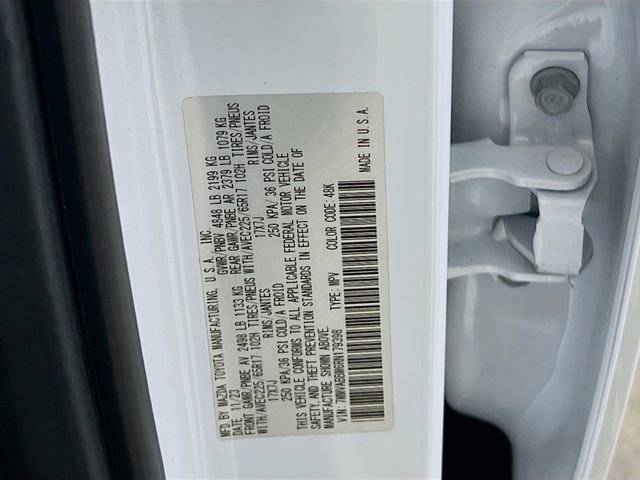 MFD BY MAZDA TOYOTA MANUFACTURING, U.S.A., INC.
DATE: 11/23 GVWR/PNBV 4848 LB 2199 KG
FRONT GAWR/PNBE AV 2498 LB 1133 KG REAR GAWR/PNBE AR 2379 LB 1079 KG
WITH/AVEC225/65R17 102H TIRES/PNEUS WITH/AVEC225/65R17 102H TIRES/PNEUS
17X7J RIMS/JANTES 17X7J RIMS/JANTES
250 KPA/36 PSI COLD/A FROID 250 KPA/36 PSI COLD/A FROID
THIS VEHICLE CONFORMS TO ALL APPLICABLE FEDERAL MOTOR VEHICLE
SAFETY, AND BUMPER STANDARDS IN EFFECT ON THE DATE OF
MANUFACTURE SHOWN ABOVE.
COLOR CODE:48K
TYPE: MPV
MADE IN U.S.A.